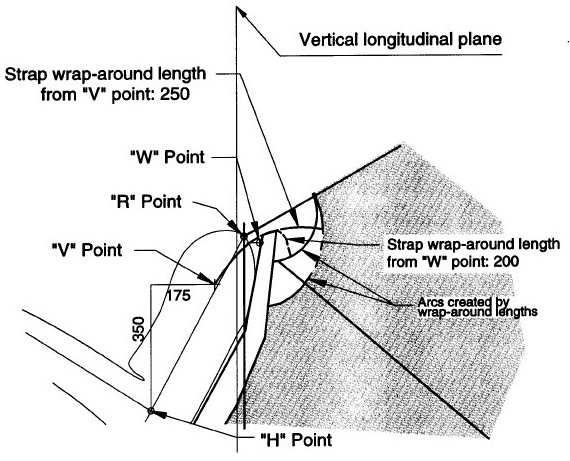 Vertical longitudinal plane
Strap wrap-around length
from "V" point: 250
"W" Point
"R" Point
"V" Point
Strap wrap-around length
from "W" point: 200
175
Arcs created by
wrap-around lengths
350
"H" Point